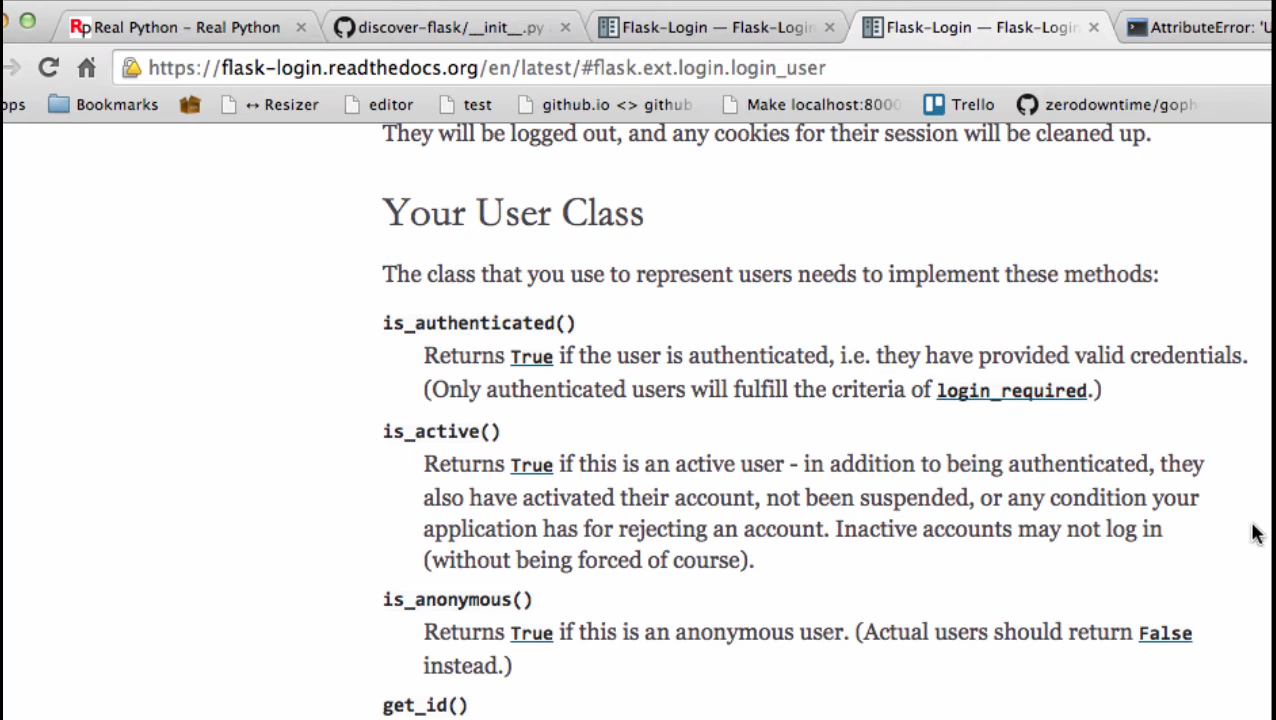 Real Python – Real Python
discover-flask/__init__.py
Flask-Login — Flask-Login
Flask-Login — Flask-Login
AttributeError: 'U
https://flask-login.readthedocs.org/en/latest/#flask.ext.login.login_user
pps
Bookmarks
↔ Resizer
editor
test
github.io <> github
Make localhost:8000
Trello
zerodowntime/goph
They will be logged out, and any cookies for their session will be cleaned up.
Your User Class
The class that you use to represent users needs to implement these methods:
is_authenticated()
Returns True if the user is authenticated, i.e. they have provided valid credentials.
(Only authenticated users will fulfill the criteria of login_required.)
is_active()
Returns True if this is an active user - in addition to being authenticated, they
also have activated their account, not been suspended, or any condition your
application has for rejecting an account. Inactive accounts may not log in
(without being forced of course).
is_anonymous()
Returns True if this is an anonymous user. (Actual users should return False
instead.)
get_id()